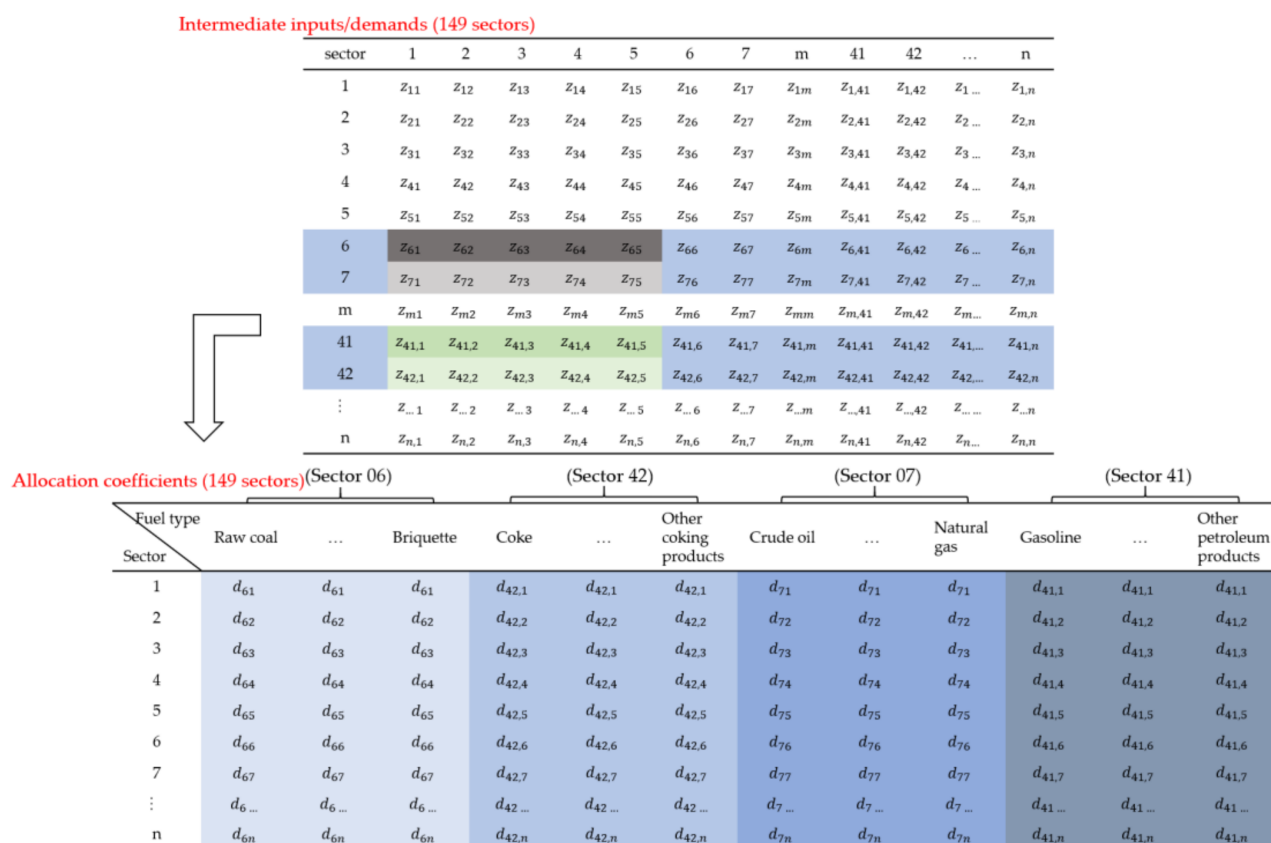 Intermediate inputs/demands (149 sectors)
sector 1 2 3 4 5 6 7 m 41 42 … n
1 z₁₁ z₁₂ z₁₃ z₁₄ z₁₅ z₁₆ z₁₇ z₁ₘ z₁,₄₁ z₁,₄₂ z₁ … z₁,ₙ
2 z₂₁ z₂₂ z₂₃ z₂₄ z₂₅ z₂₆ z₂₇ z₂ₘ z₂,₄₁ z₂,₄₂ z₂ … z₂,ₙ
3 z₃₁ z₃₂ z₃₃ z₃₄ z₃₅ z₃₆ z₃₇ z₃ₘ z₃,₄₁ z₃,₄₂ z₃ … z₃,ₙ
4 z₄₁ z₄₂ z₄₃ z₄₄ z₄₅ z₄₆ z₄₇ z₄ₘ z₄,₄₁ z₄,₄₂ z₄ … z₄,ₙ
5 z₅₁ z₅₂ z₅₃ z₅₄ z₅₅ z₅₆ z₅₇ z₅ₘ z₅,₄₁ z₅,₄₂ z₅ … z₅,ₙ
6 z₆₁ z₆₂ z₆₃ z₆₄ z₆₅ z₆₆ z₆₇ z₆ₘ z₆,₄₁ z₆,₄₂ z₆ … z₆,ₙ
7 z₇₁ z₇₂ z₇₃ z₇₄ z₇₅ z₇₆ z₇₇ z₇ₘ z₇,₄₁ z₇,₄₂ z₇ … z₇,ₙ
m zₘ₁ zₘ₂ zₘ₃ zₘ₄ zₘ₅ zₘ₆ zₘ₇ zₘₘ zₘ,₄₁ zₘ,₄₂ zₘ… zₘ,ₙ
41 z₄₁,₁ z₄₁,₂ z₄₁,₃ z₄₁,₄ z₄₁,₅ z₄₁,₆ z₄₁,₇ z₄₁,ₘ z₄₁,₄₁ z₄₁,₄₂ z₄₁,… z₄₁,ₙ
42 z₄₂,₁ z₄₂,₂ z₄₂,₃ z₄₂,₄ z₄₂,₅ z₄₂,₆ z₄₂,₇ z₄₂,ₘ z₄₂,₄₁ z₄₂,₄₂ z₄₂,… z₄₂,ₙ
⋮ z… ₁ z… ₂ z… ₃ z… ₄ z… ₅ z… ₆ z…₇ z…ₘ z…,₄₁ z…,₄₂ z… … z…ₙ
n zₙ,₁ zₙ,₂ zₙ,₃ zₙ,₄ zₙ,₅ zₙ,₆ zₙ,₇ zₙ,ₘ zₙ,₄₁ zₙ,₄₂ zₙ… zₙ,ₙ
Allocation coefficients (149 sectors) (Sector 06) (Sector 42) (Sector 07) (Sector 41)
Fuel type
Sector
Raw coal … Briquette Coke … Other coking products Crude oil … Natural gas Gasoline … Other petroleum products
1 d₆₁ d₆₁ d₆₁ d₄₂,₁ d₄₂,₁ d₄₂,₁ d₇₁ d₇₁ d₇₁ d₄₁,₁ d₄₁,₁ d₄₁,₁
2 d₆₂ d₆₂ d₆₂ d₄₂,₂ d₄₂,₂ d₄₂,₂ d₇₂ d₇₂ d₇₂ d₄₁,₂ d₄₁,₂ d₄₁,₂
3 d₆₃ d₆₃ d₆₃ d₄₂,₃ d₄₂,₃ d₄₂,₃ d₇₃ d₇₃ d₇₃ d₄₁,₃ d₄₁,₃ d₄₁,₃
4 d₆₄ d₆₄ d₆₄ d₄₂,₄ d₄₂,₄ d₄₂,₄ d₇₄ d₇₄ d₇₄ d₄₁,₄ d₄₁,₄ d₄₁,₄
5 d₆₅ d₆₅ d₆₅ d₄₂,₅ d₄₂,₅ d₄₂,₅ d₇₅ d₇₅ d₇₅ d₄₁,₅ d₄₁,₅ d₄₁,₅
6 d₆₆ d₆₆ d₆₆ d₄₂,₆ d₄₂,₆ d₄₂,₆ d₇₆ d₇₆ d₇₆ d₄₁,₆ d₄₁,₆ d₄₁,₆
7 d₆₇ d₆₇ d₆₇ d₄₂,₇ d₄₂,₇ d₄₂,₇ d₇₇ d₇₇ d₇₇ d₄₁,₇ d₄₁,₇ d₄₁,₇
⋮ d₆ … d₆ … d₆ … d₄₂ … d₄₂ … d₄₂ … d₇ … d₇ … d₇ … d₄₁ … d₄₁ … d₄₁ …
n d₆ₙ d₆ₙ d₆ₙ d₄₂,ₙ d₄₂,ₙ d₄₂,ₙ d₇ₙ d₇ₙ d₇ₙ d₄₁,ₙ d₄₁,ₙ d₄₁,ₙ